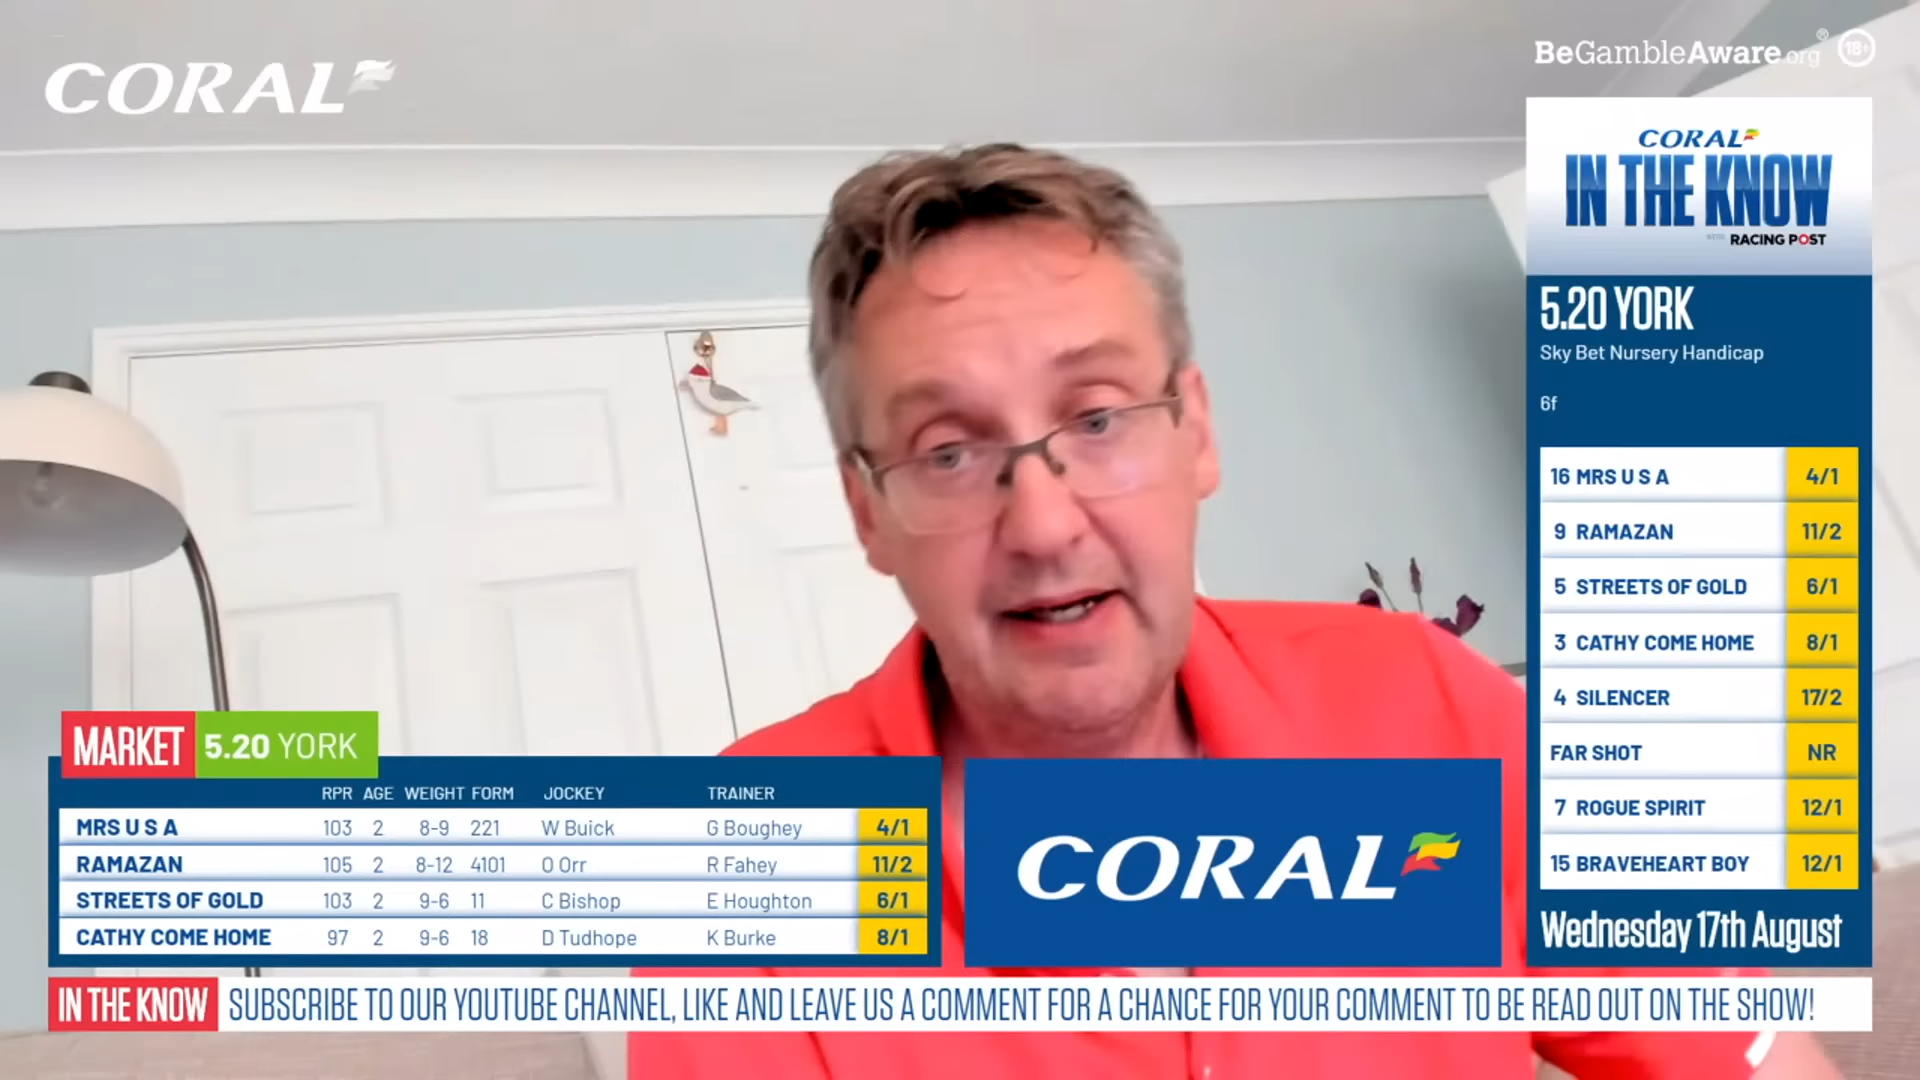 CORAL
BeGambleAware.org® 18+
CORAL
IN THE KNOW
WITH RACING POST
5.20 YORK
Sky Bet Nursery Handicap
6f
16 MRS U S A 4/1
9 RAMAZAN 11/2
5 STREETS OF GOLD 6/1
3 CATHY COME HOME 8/1
4 SILENCER 17/2
FAR SHOT NR
7 ROGUE SPIRIT 12/1
15 BRAVEHEART BOY 12/1
Wednesday 17th August
MARKET 5.20 YORK
RPR AGE WEIGHT FORM JOCKEY TRAINER
MRS U S A 103 2 8-9 221 W Buick G Boughey 4/1
RAMAZAN 105 2 8-12 4101 O Orr R Fahey 11/2
STREETS OF GOLD 103 2 9-6 11 C Bishop E Houghton 6/1
CATHY COME HOME 97 2 9-6 18 D Tudhope K Burke 8/1
CORAL
IN THE KNOW SUBSCRIBE TO OUR YOUTUBE CHANNEL, LIKE AND LEAVE US A COMMENT FOR A CHANCE FOR YOUR COMMENT TO BE READ OUT ON THE SHOW!